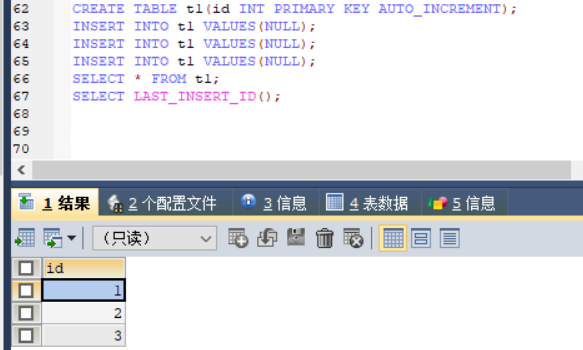 62 CREATE TABLE t1(id INT PRIMARY KEY AUTO_INCREMENT);
63 INSERT INTO t1 VALUES(NULL);
64 INSERT INTO t1 VALUES(NULL);
65 INSERT INTO t1 VALUES(NULL);
66 SELECT * FROM t1;
67 SELECT LAST_INSERT_ID();
68
69
70
1 结果 2 个配置文件 3 信息 4 表数据 5 信息
（只读）
id
1
2
3